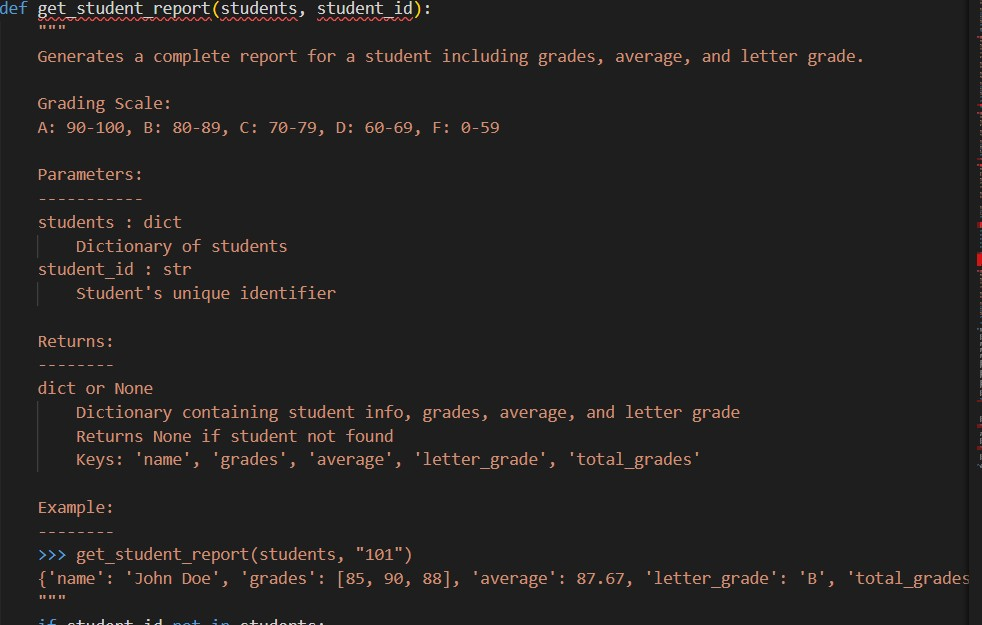 def get_student_report(students, student_id):
"""
Generates a complete report for a student including grades, average, and letter grade.
Grading Scale:
A: 90-100, B: 80-89, C: 70-79, D: 60-69, F: 0-59
Parameters:
-----------
students : dict
Dictionary of students
student_id : str
Student's unique identifier
Returns:
--------
dict or None
Dictionary containing student info, grades, average, and letter grade
Returns None if student not found
Keys: 'name', 'grades', 'average', 'letter_grade', 'total_grades'
Example:
--------
>>> get_student_report(students, "101")
{'name': 'John Doe', 'grades': [85, 90, 88], 'average': 87.67, 'letter_grade': 'B', 'total_grades
"""
if student_id not in students: